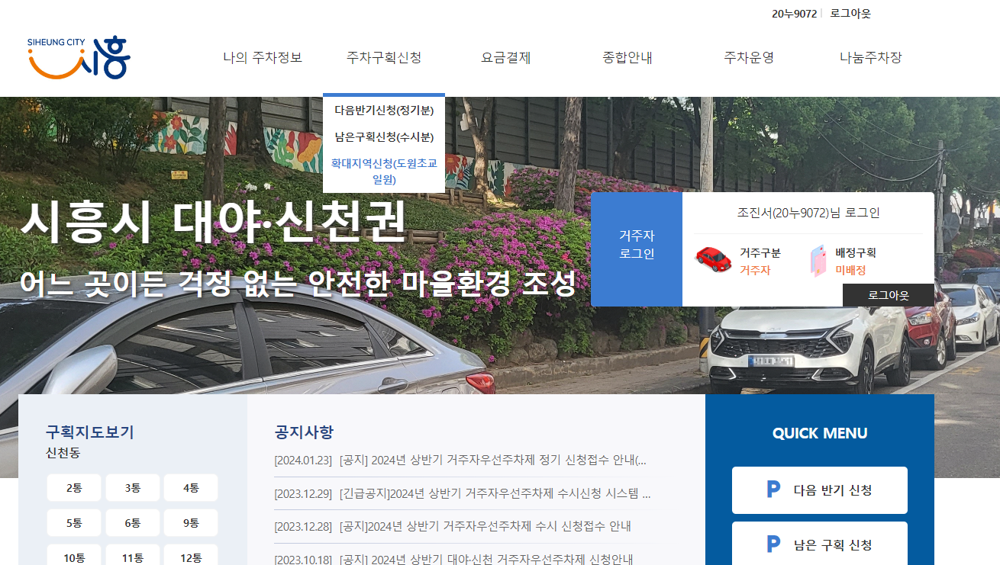 20누9072 로그아웃
SIHEUNG CITY 시흥
나의 주차정보 주차구획신청 요금결제 종합안내 주차운영 나눔주차장
다음반기신청(정기분)
남은구획신청(수시분)
확대지역신청(도원초교
일원)
시흥시 대야·신천권
어느 곳이든 걱정 없는 안전한 마을환경 조성
거주자
로그인
조진서(20누9072)님 로그인
거주구분
거주자
배정구획
미배정
로그아웃
구획지도보기
신천동
2통 3통 4통
5통 6통 9통
10통 11통 12통
공지사항
[2024.01.23] [공지] 2024년 상반기 거주자우선주차제 정기 신청접수 안내(...
[2023.12.29] [긴급공지]2024년 상반기 거주자우선주차제 수시신청 시스템 ...
[2023.12.28] [공지]2024년 상반기 거주자우선주차제 수시 신청접수 안내
[2023.10.18] [공지] 2024년 상반기 대야·신천 거주자우선주차제 신청안내
QUICK MENU
P 다음 반기 신청
P 남은 구획 신청